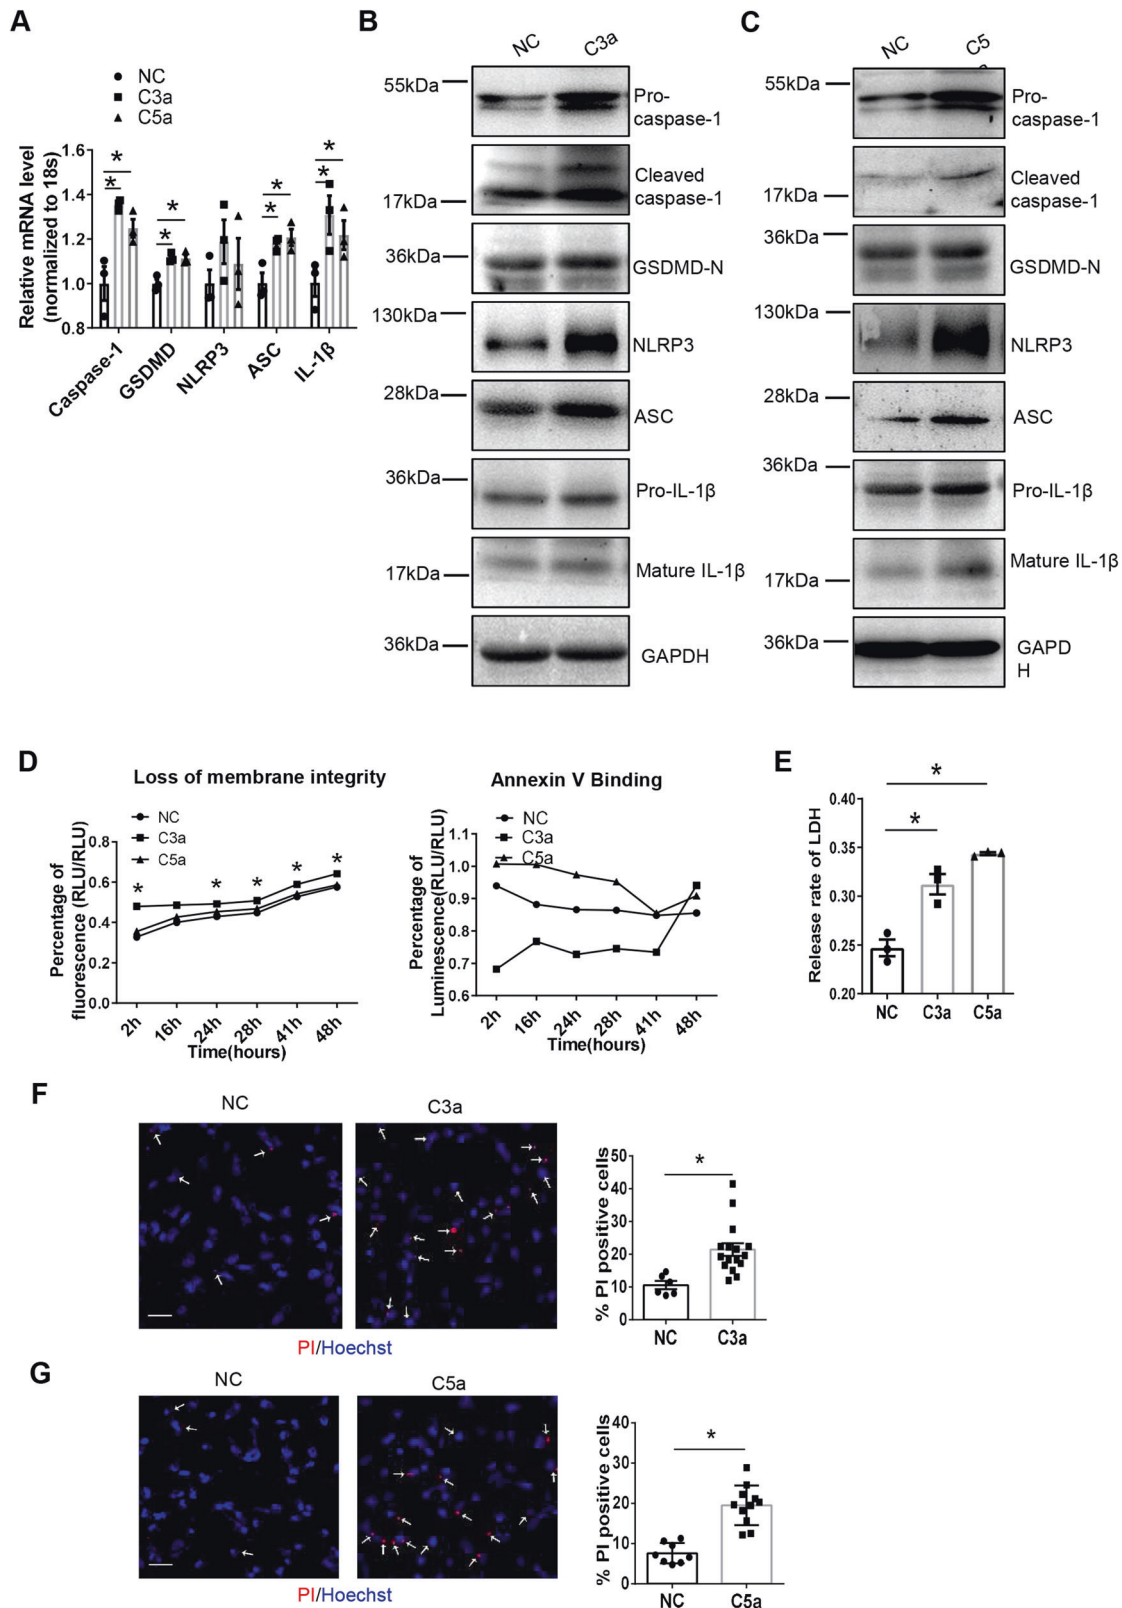 A
NC
C3a
C5a
Relative mRNA level
(normalized to 18s)
1.6
1.4
1.2
1.0
0.8
* * * * * * * *
Caspase-1
GSDMD
NLRP3
ASC
IL-1β
B
NC
C3a
55kDa
Pro-
caspase-1
Cleaved
caspase-1
17kDa
36kDa
GSDMD-N
130kDa
NLRP3
28kDa
ASC
36kDa
Pro-IL-1β
17kDa
Mature IL-1β
36kDa
GAPDH
C
NC
C5
55kDa
Pro-
caspase-1
Cleaved
caspase-1
17kDa
36kDa
GSDMD-N
130kDa
NLRP3
28kDa
ASC
36kDa
Pro-IL-1β
Mature IL-1β
17kDa
36kDa
GAPD
H
D
Loss of membrane integrity
NC
C3a
C5a
Percentage of
fluorescence (RLU/RLU)
0.8
0.6
0.4
0.2
0.0
* * * * *
2h
16h
24h
28h
41h
48h
Time(hours)
Annexin V Binding
NC
C3a
C5a
Percentage of
Luminescence(RLU/RLU)
1.1
1.0
0.9
0.8
0.7
0.6
2h
16h
24h
28h
41h
48h
Time(hours)
E
Release rate of LDH
0.40
0.35
0.30
0.25
0.20
*
*
NC
C3a
C5a
F
NC
C3a
PI/Hoechst
% PI positive cells
50
40
30
20
10
0
*
NC
C3a
G
NC
C5a
PI/Hoechst
% PI positive cells
40
30
20
10
0
*
NC
C5a